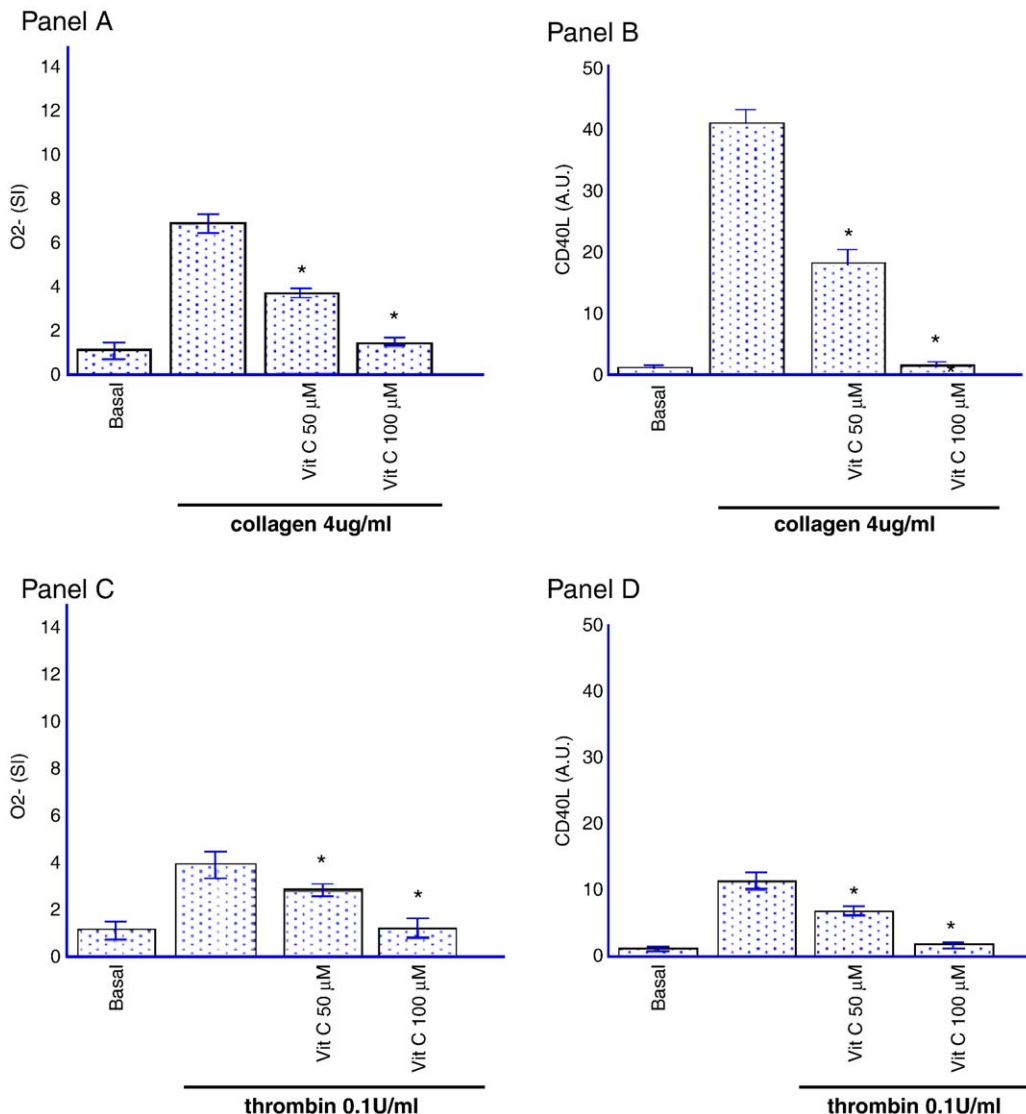 Panel A
14
12
10
8
6
4
2
0
O2- (SI)
*
*
Basal
Vit C 50 µM
Vit C 100 µM
collagen 4ug/ml
Panel B
50
40
30
20
10
0
CD40L (A.U.)
*
*
*
Basal
Vit C 50 µM
Vit C 100 µM
collagen 4ug/ml
Panel C
14
12
10
8
6
4
2
0
O2- (SI)
*
*
Basal
Vit C 50 µM
Vit C 100 µM
thrombin 0.1U/ml
Panel D
50
40
30
20
10
0
CD40L (A.U.)
*
*
Basal
Vit C 50 µM
Vit C 100 µM
thrombin 0.1U/ml